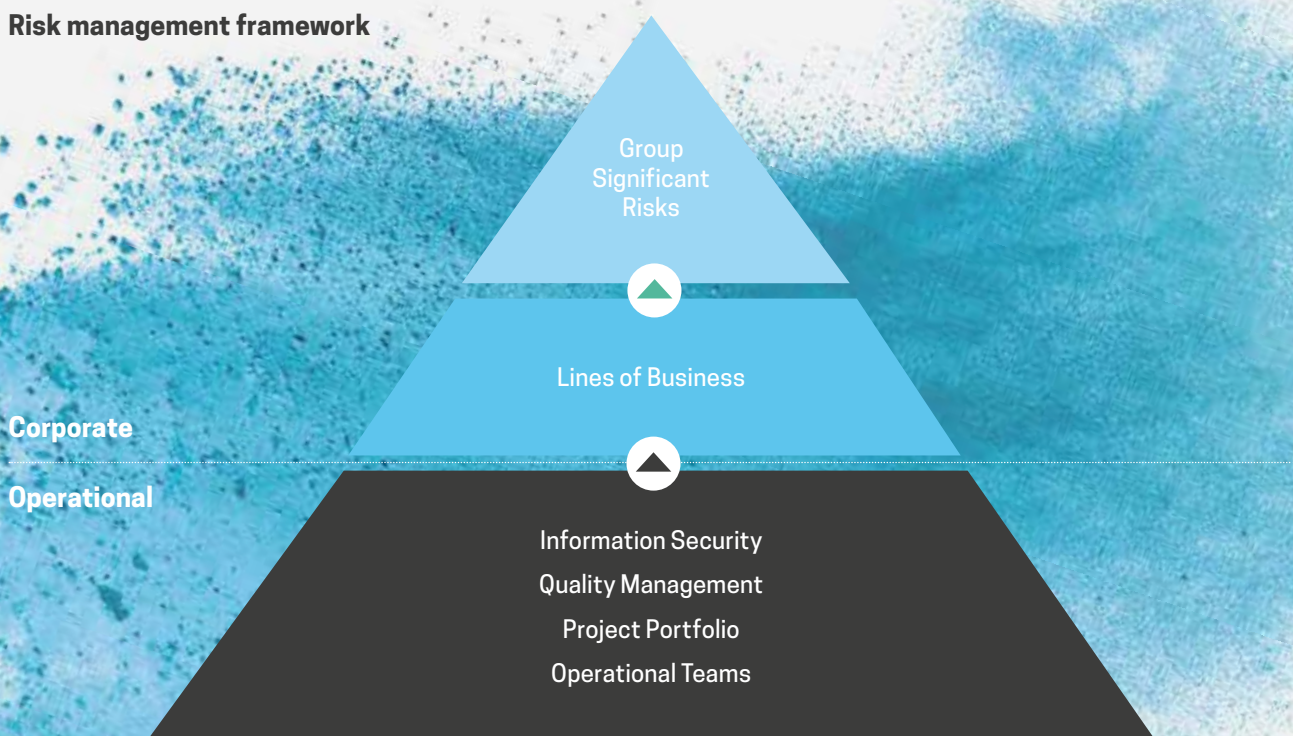 Risk management framework
Group
Significant
Risks
Lines of Business
Corporate
Operational
Information Security
Quality Management
Project Portfolio
Operational Teams